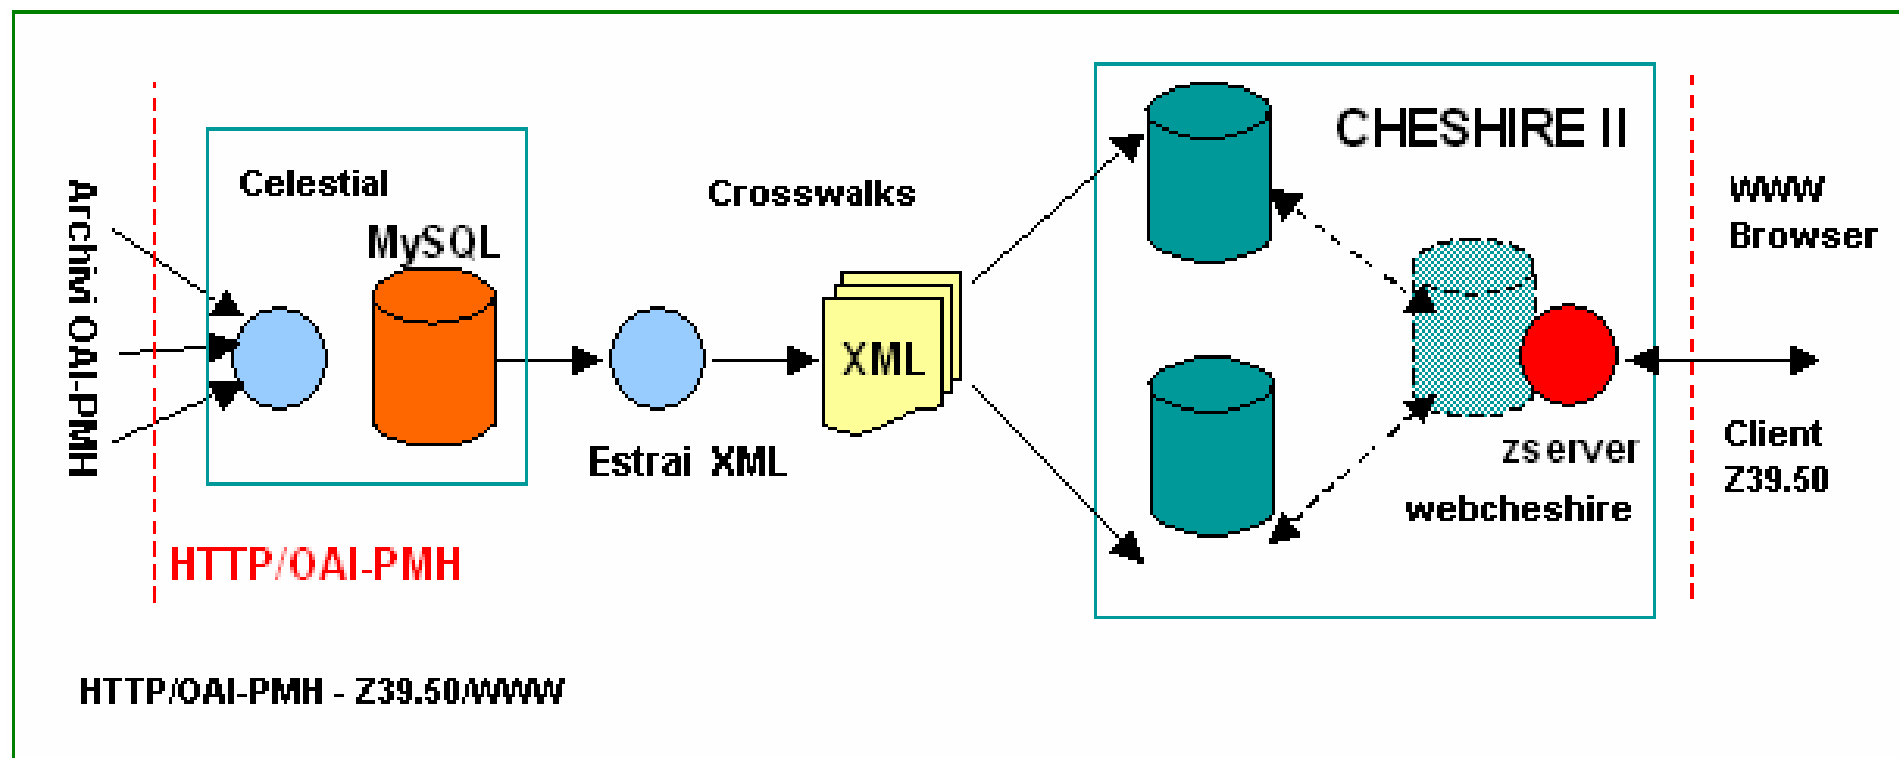 Archivi OAI-PMH
Celestial
MySQL
HTTP/OAI-PMH
Estrai XML
Crosswalks
XML
CHESHIRE II
zserver
webcheshire
WWW
Browser
Client
Z39.50
HTTP/OAI-PMH - Z39.50/WWW